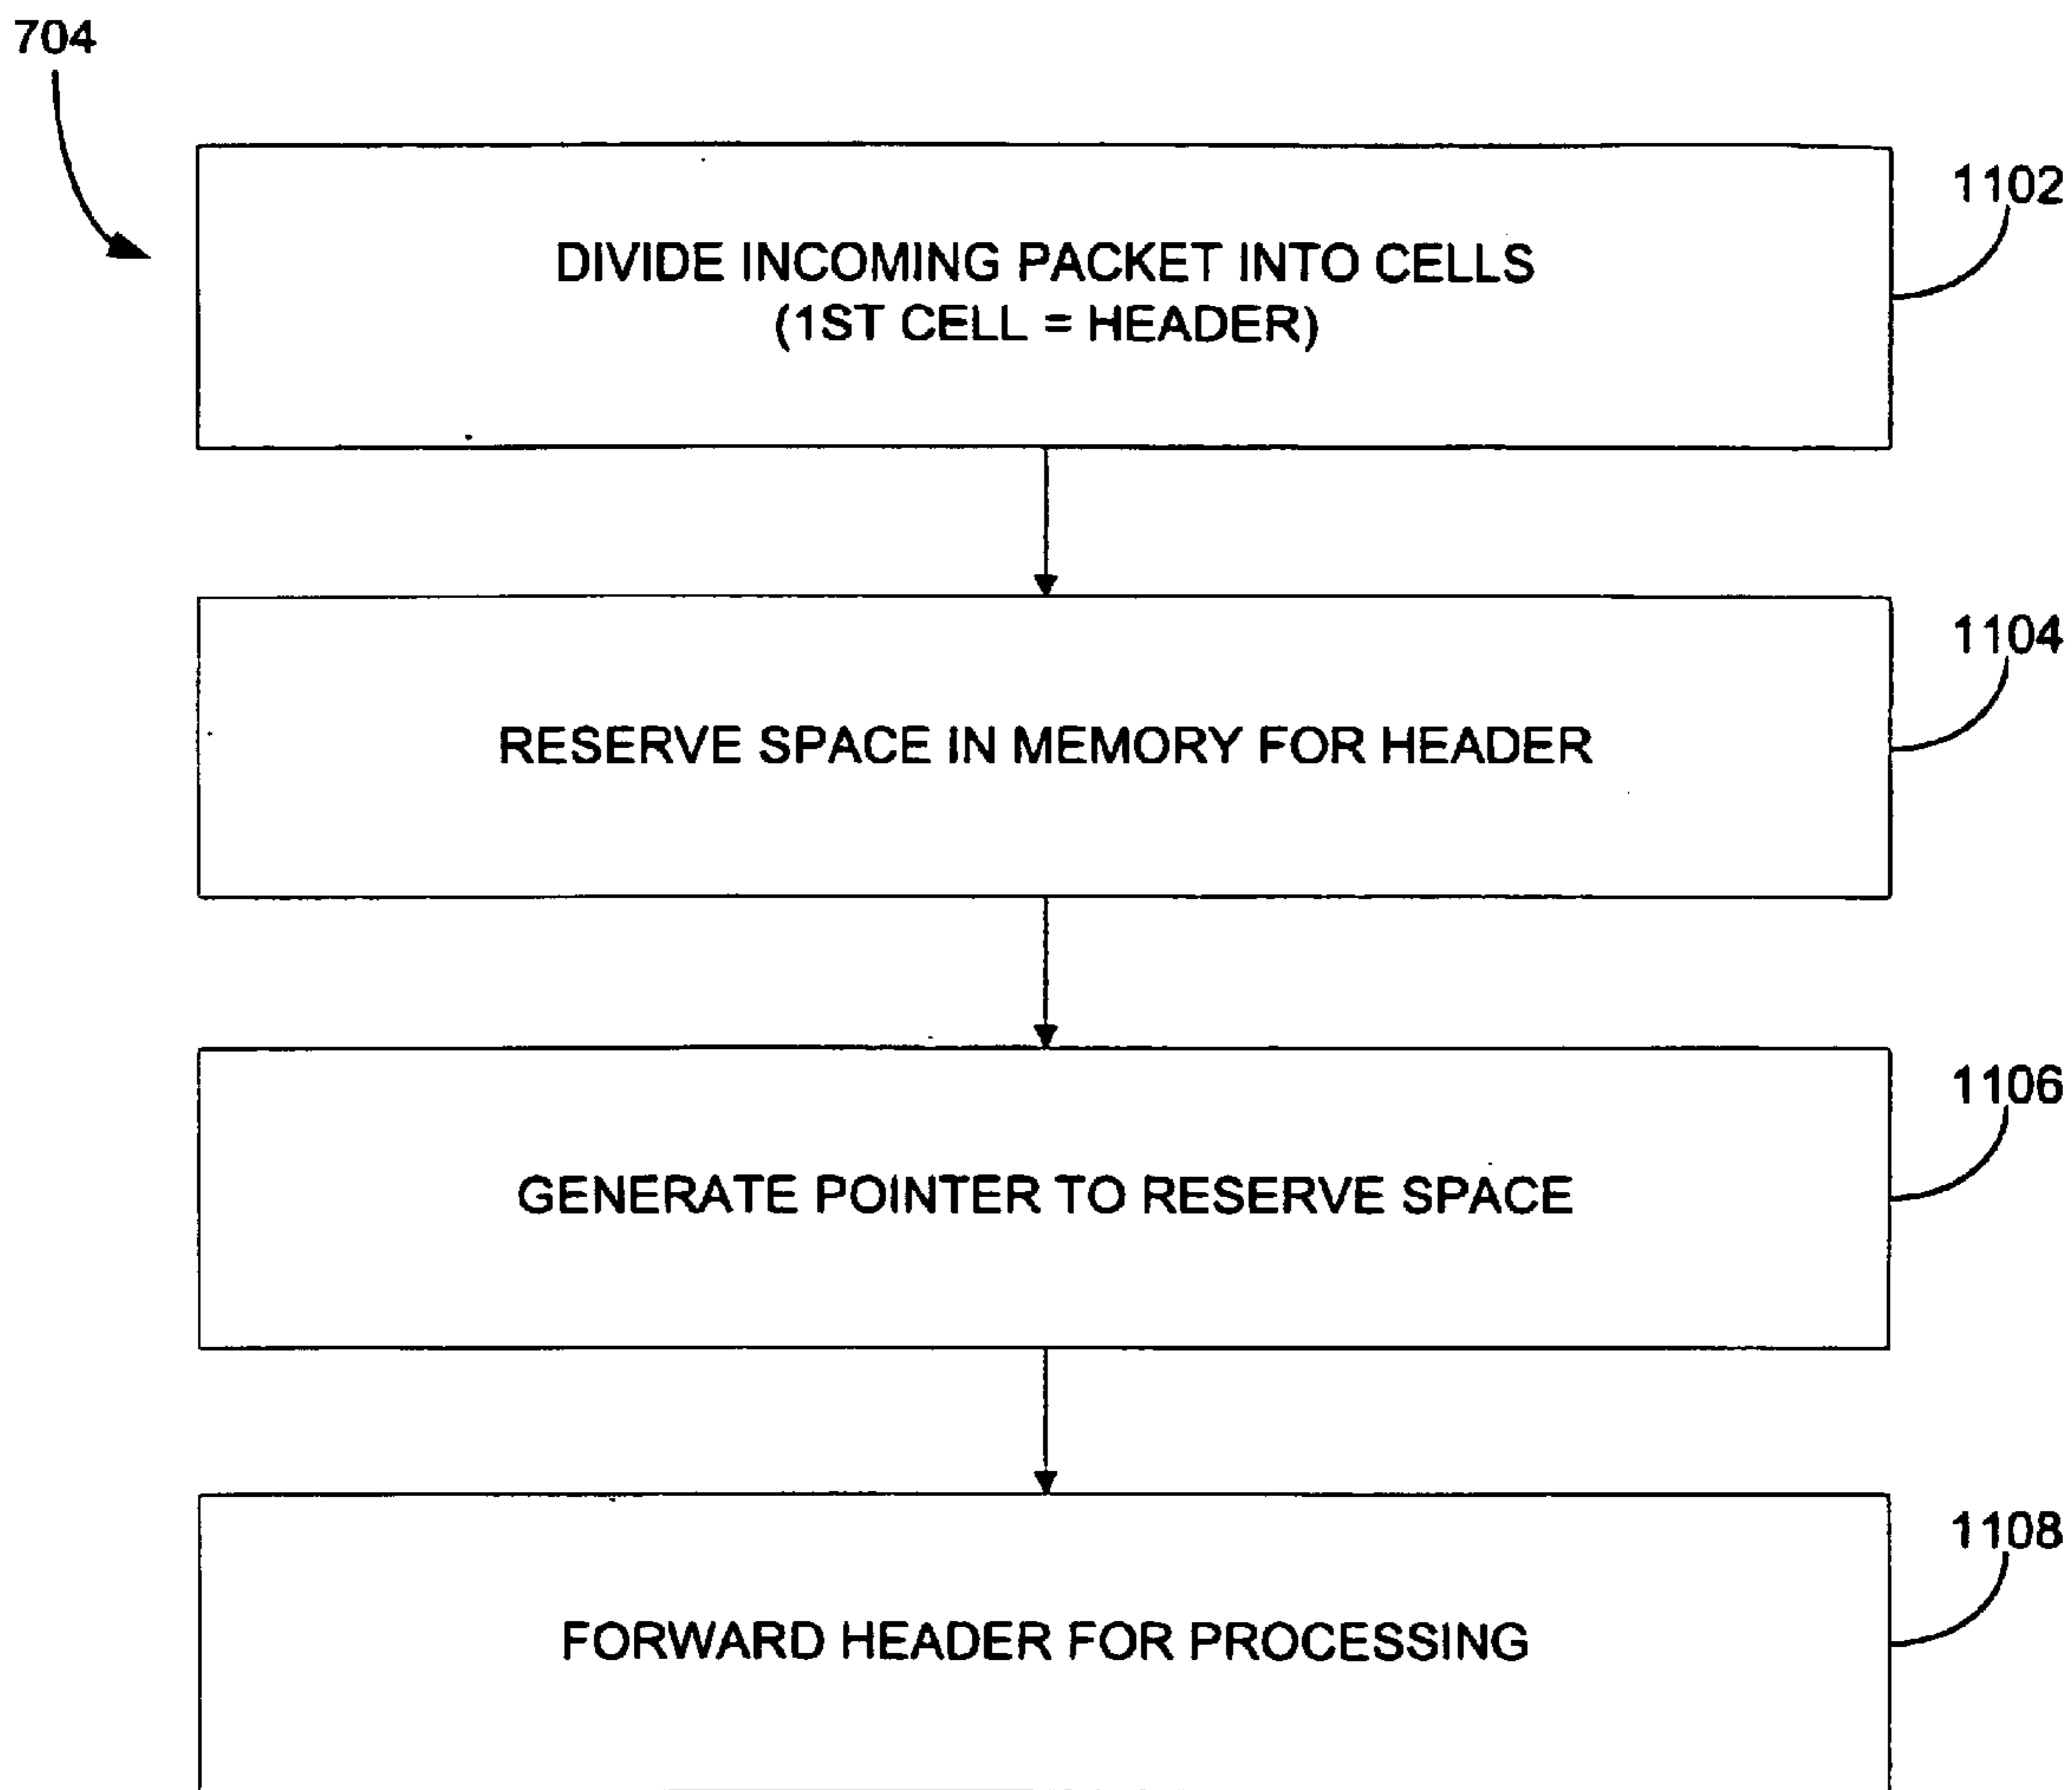 704
1102
DIVIDE INCOMING PACKET INTO CELLS
(1ST CELL = HEADER)
1104
RESERVE SPACE IN MEMORY FOR HEADER
1106
GENERATE POINTER TO RESERVE SPACE
1108
FORWARD HEADER FOR PROCESSING